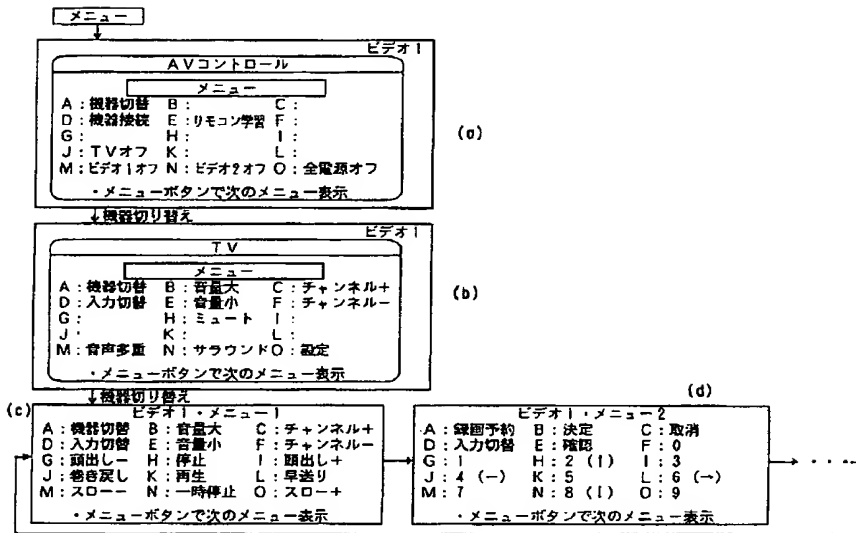 メニュー
ビデオ1
AVコントロール
メニュー
A：機器切替 B： C：
D：機器接続 E：リモコン学習 F：
G： H： I：
J：TVオフ K： L：
M：ビデオ1オフ N：ビデオ2オフ O：全電源オフ
・メニューボタンで次のメニュー表示
(a)
機器切り替え
ビデオ1
TV
メニュー
A：機器切替 B：音量大 C：チャンネル+
D：入力切替 E：音量小 F：チャンネル−
G： H：ミュート I：
J： K： L：
M：音声多重 N：サラウンド O：設定
・メニューボタンで次のメニュー表示
(b)
機器切り替え
(c)
ビデオ1・メニュー1
A：機器切替 B：音量大 C：チャンネル+
D：入力切替 E：音量小 F：チャンネル−
G：頭出し− H：停止 I：頭出し+
J：巻き戻し K：再生 L：早送り
M：スロー− N：一時停止 O：スロー+
・メニューボタンで次のメニュー表示
(d)
ビデオ1・メニュー2
A：録画予約 B：決定 C：取消
D：入力切替 E：確認 F：0
G：1 H：2 (↑) I：3
J：4 (←) K：5 L：6 (→)
M：7 N：8 (↓) O：9
・メニューボタンで次のメニュー表示
・・・・